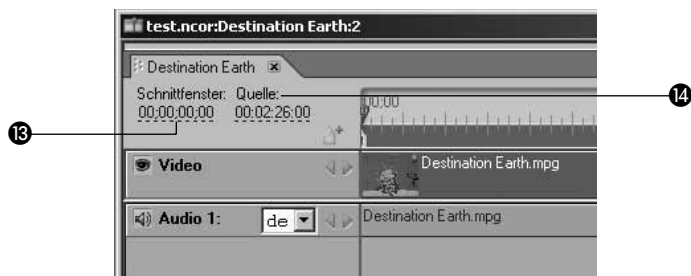 test.ncor:Destination Earth:2
Destination Earth
Schnittfenster: Quelle:
00;00;00;00 00:02:26:00
00;00
⓭
⓮
Video
Destination Earth.mpg
Audio 1: de
Destination Earth.mpg